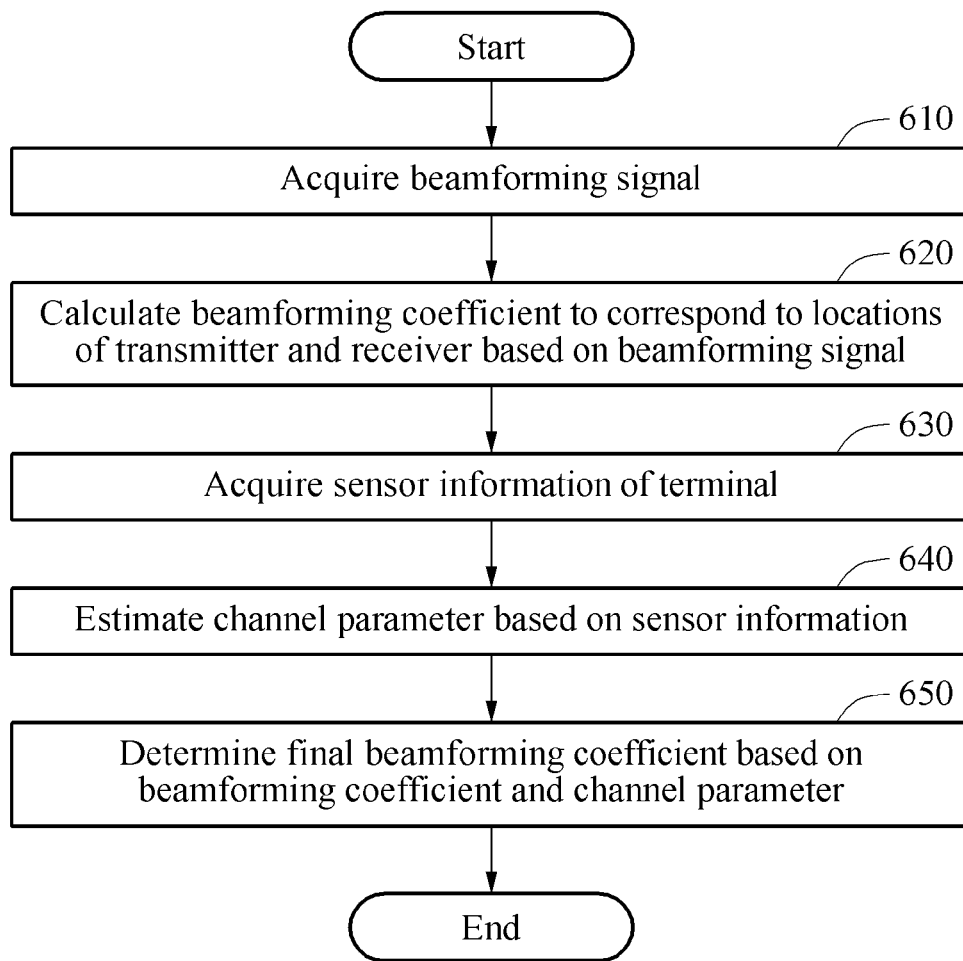 Start
610
Acquire beamforming signal
620
Calculate beamforming coefficient to correspond to locations
of transmitter and receiver based on beamforming signal
630
Acquire sensor information of terminal
640
Estimate channel parameter based on sensor information
650
Determine final beamforming coefficient based on
beamforming coefficient and channel parameter
End